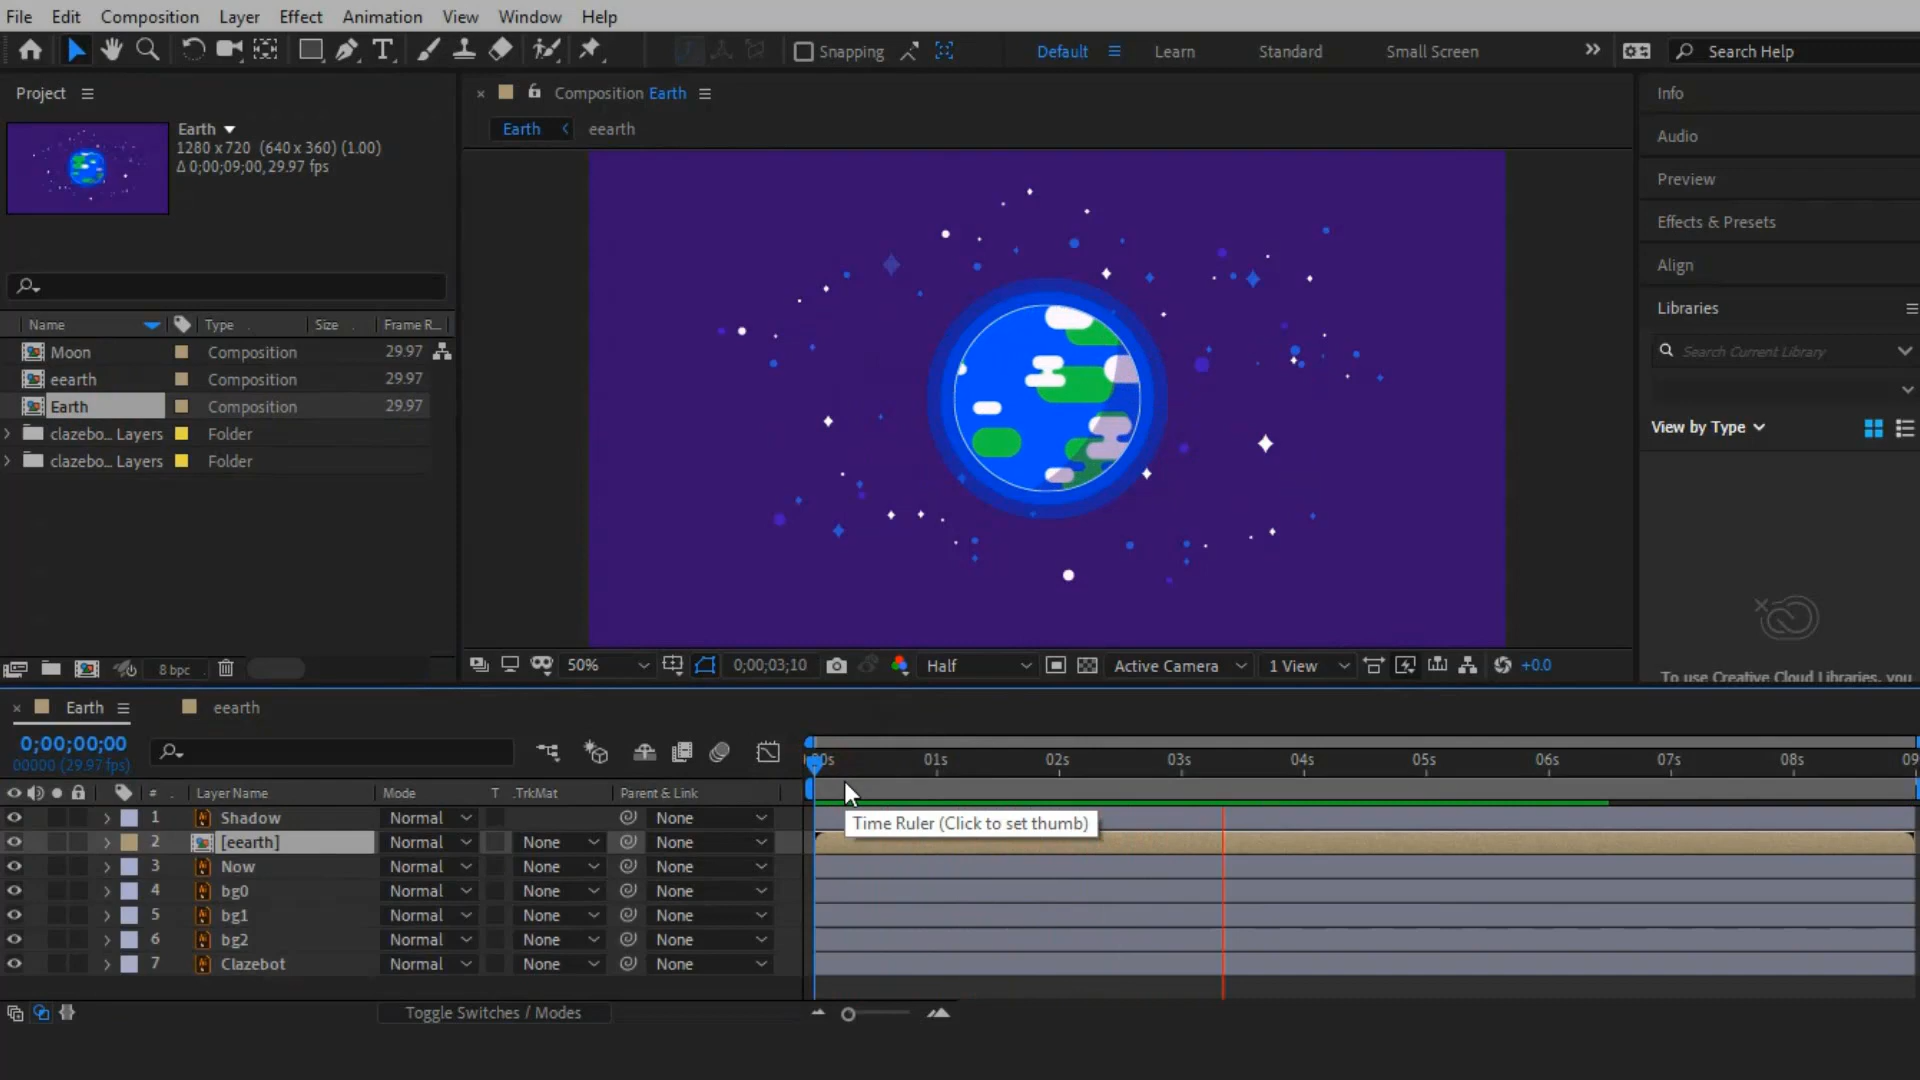 File Edit Composition Layer Effect Animation View Window Help
Snapping Default Learn Standard Small Screen Search Help
Project
Earth
1280 x 720 (640 x 360) (1.00)
Δ 0;00;09;00, 29.97 fps
Name Type Size Frame R...
Moon Composition 29.97
eearth Composition 29.97
Earth Composition 29.97
clazebo... Layers Folder
clazebo... Layers Folder
8 bpc
Composition Earth
Earth eearth
50% 0;00;03;10 Half Active Camera 1 View +0.0
Info
Audio
Preview
Effects & Presets
Align
Libraries
Search Current Library
View by Type
To use Creative Cloud Libraries, you
Earth eearth
0;00;00;00
00000 (29.97 fps)
01s 02s 03s 04s 05s 06s 07s 08s 09
# Layer Name Mode T .TrkMat Parent & Link
1 Shadow Normal None
Time Ruler (Click to set thumb)
2 [eearth] Normal None None
3 Now Normal None None
4 bg0 Normal None None
5 bg1 Normal None None
6 bg2 Normal None None
7 Clazebot Normal None None
Toggle Switches / Modes